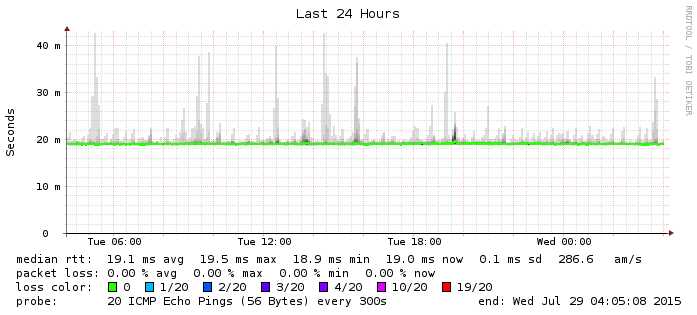 Last 24 Hours
RRDTOOL / TOBI OETIKER
Seconds
40 m
30 m
20 m
10 m
0
Tue 06:00 Tue 12:00 Tue 18:00 Wed 00:00
median rtt: 19.1 ms avg 19.5 ms max 18.9 ms min 19.0 ms now 0.1 ms sd 286.6 am/s
packet loss: 0.00 % avg 0.00 % max 0.00 % min 0.00 % now
loss color: 0 1/20 2/20 3/20 4/20 10/20 19/20
probe: 20 ICMP Echo Pings (56 Bytes) every 300s end: Wed Jul 29 04:05:08 2015